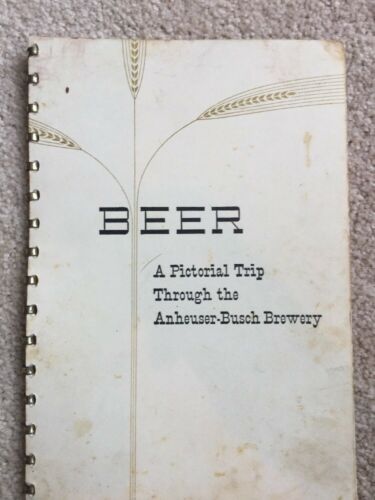 BEER
A Pictorial Trip
Through the
Anheuser-Busch Brewery